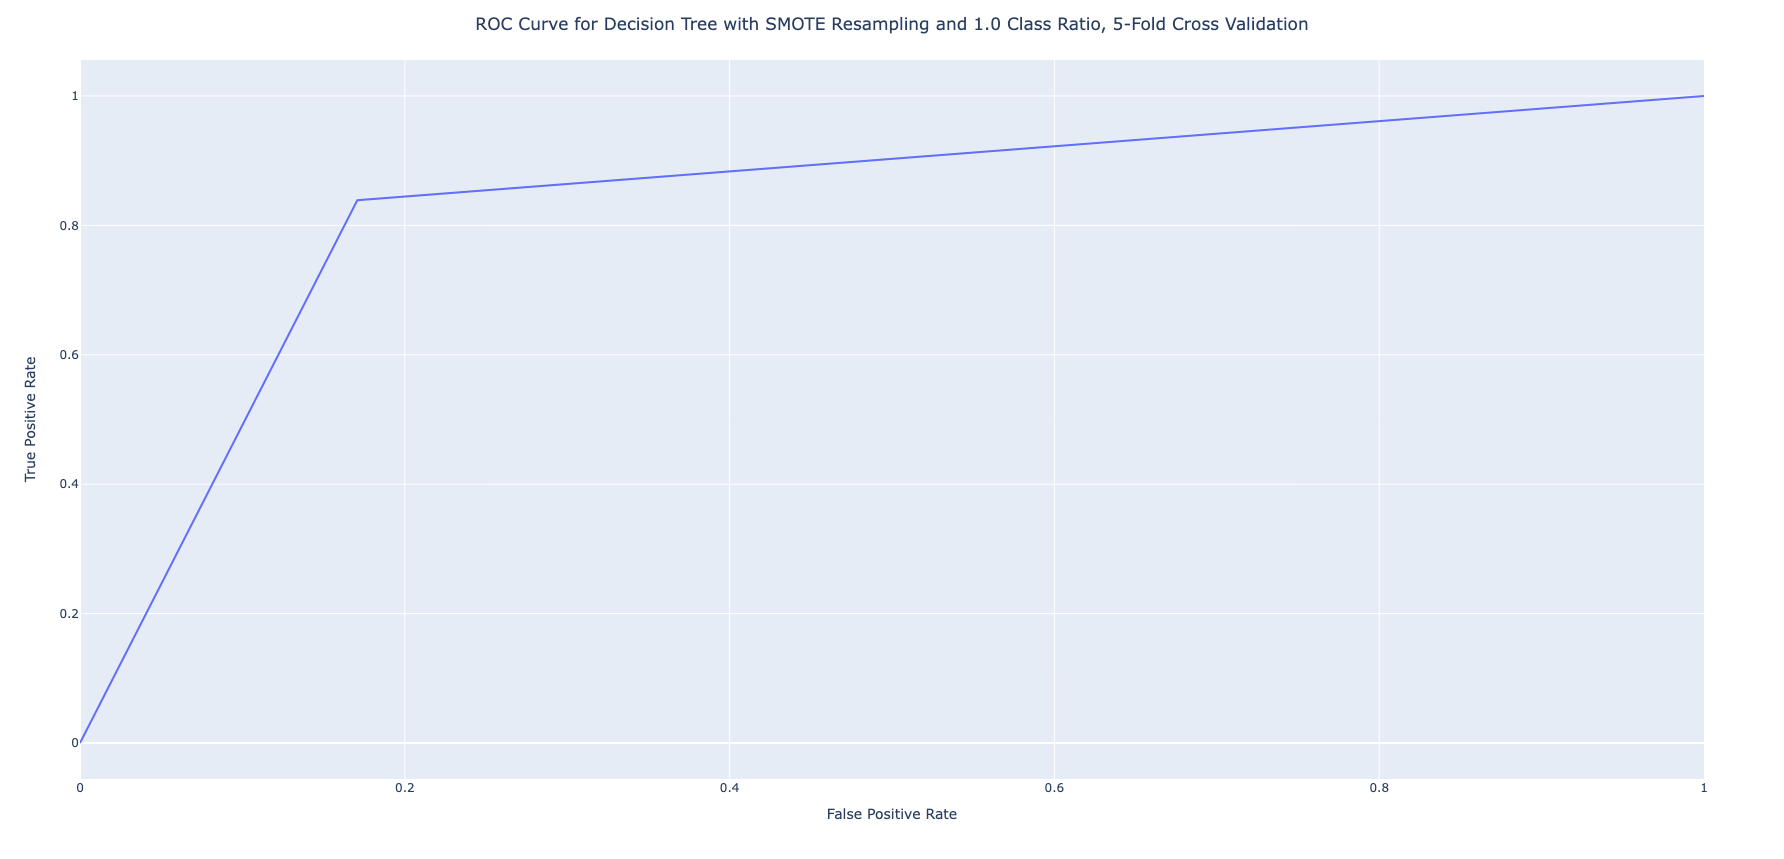 ROC Curve for Decision Tree with SMOTE Resampling and 1.0 Class Ratio, 5-Fold Cross Validation
True Positive Rate
1
0.8
0.6
0.4
0.2
0
0 0.2 0.4 0.6 0.8 1
False Positive Rate